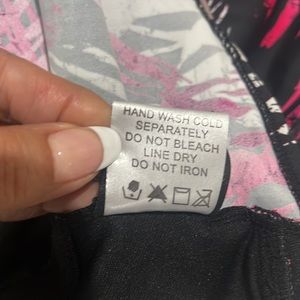 HAND WASH COLD
SEPARATELY
DO NOT BLEACH
LINE DRY
DO NOT IRON